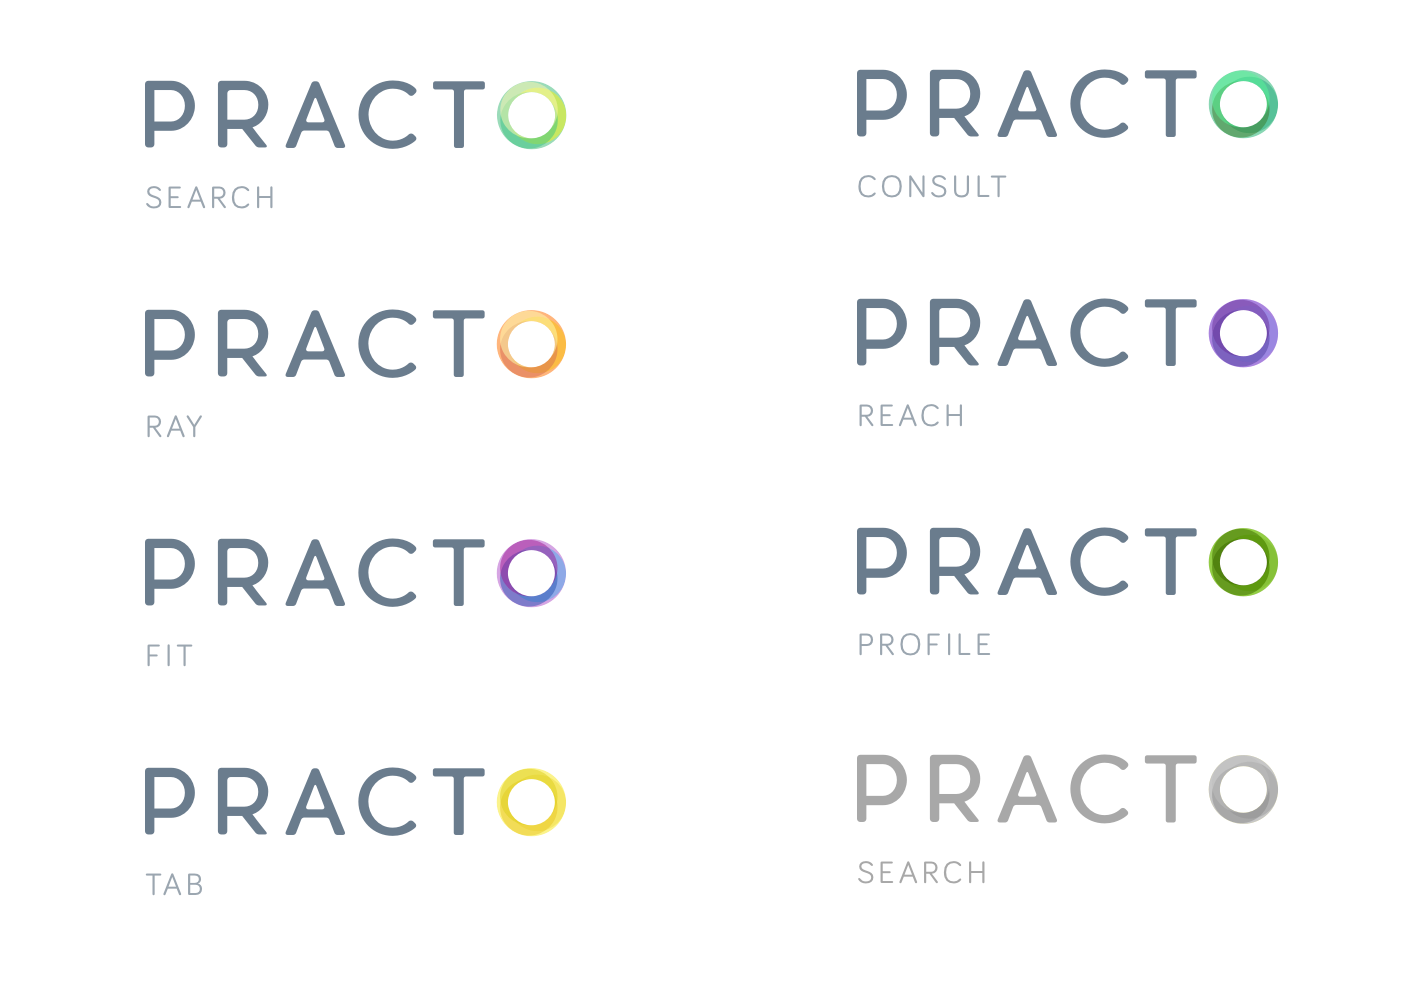 PRACTO
SEARCH
PRACTO
CONSULT
PRACTO
RAY
PRACTO
REACH
PRACTO
FIT
PRACTO
PROFILE
PRACTO
TAB
PRACTO
SEARCH